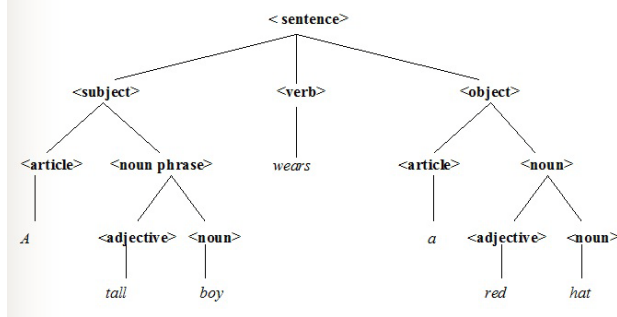 < sentence>
<subject> <verb> <object>
<article> <noun phrase> wears <article> <noun>
A <adjective> <noun> a <adjective> <noun>
tall boy red hat